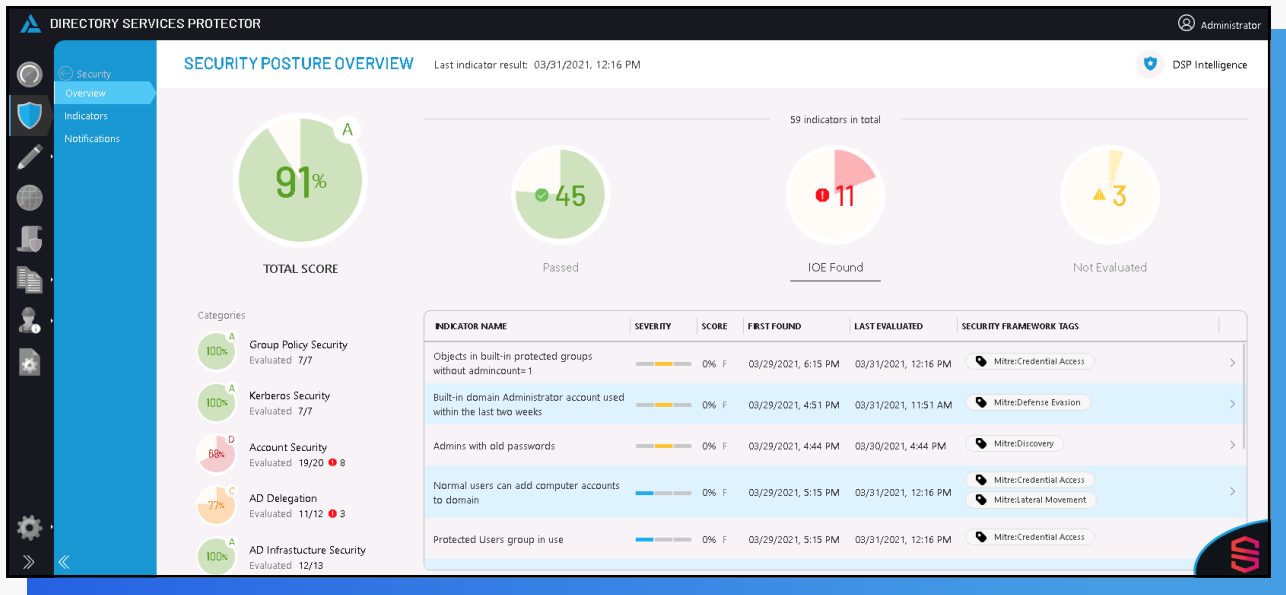 DIRECTORY SERVICES PROTECTOR
Administrator
Security
Overview
Indicators
Notifications
SECURITY POSTURE OVERVIEW
Last indicator result: 03/31/2021, 12:16 PM
DSP Intelligence
A
91%
TOTAL SCORE
59 indicators in total
45
Passed
11
IOE Found
3
Not Evaluated
Categories
100%
A
Group Policy Security
Evaluated 7/7
100%
A
Kerberos Security
Evaluated 7/7
68%
D
Account Security
Evaluated 19/20 8
77%
C
AD Delegation
Evaluated 11/12 3
100%
A
AD Infrastucture Security
Evaluated 12/13
INDICATOR NAME SEVERITY SCORE FIRST FOUND LAST EVALUATED SECURITY FRAMEWORK TAGS
Objects in built-in protected groups
without admincount=1
0% F 03/29/2021, 6:15 PM 03/31/2021, 12:16 PM Mitre:Credential Access
Built-in domain Administrator account used
within the last two weeks
0% F 03/29/2021, 4:51 PM 03/31/2021, 11:51 AM Mitre:Defense Evasion
Admins with old passwords 0% F 03/29/2021, 4:44 PM 03/30/2021, 4:44 PM Mitre:Discovery
Normal users can add computer accounts
to domain
0% F 03/29/2021, 5:15 PM 03/31/2021, 12:16 PM Mitre:Credential Access
Mitre:Lateral Movement
Protected Users group in use 0% F 03/29/2021, 5:15 PM 03/31/2021, 12:16 PM Mitre:Credential Access